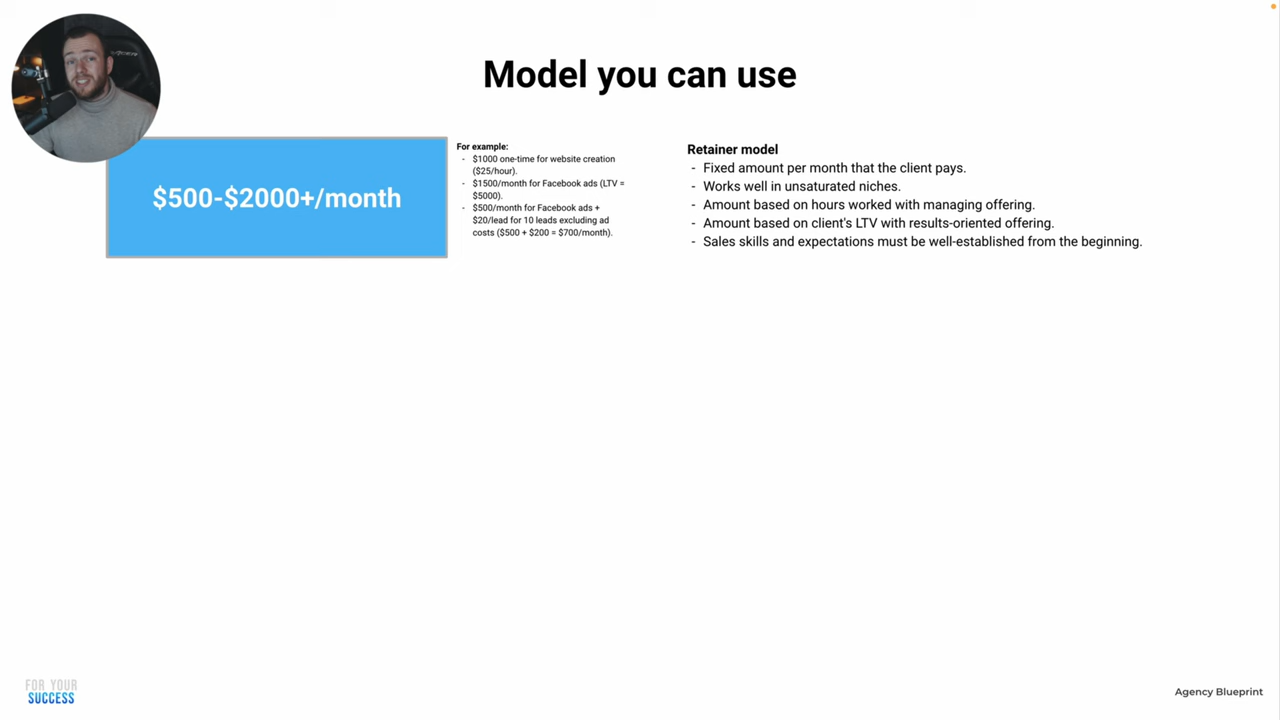 Model you can use
$500-$2000+/month
For example:
- $1000 one-time for website creation
($25/hour).
- $1500/month for Facebook ads (LTV =
$5000).
- $500/month for Facebook ads +
$20/lead for 10 leads excluding ad
costs ($500 + $200 = $700/month).
Retainer model
- Fixed amount per month that the client pays.
- Works well in unsaturated niches.
- Amount based on hours worked with managing offering.
- Amount based on client's LTV with results-oriented offering.
- Sales skills and expectations must be well-established from the beginning.
FOR YOUR
SUCCESS
Agency Blueprint